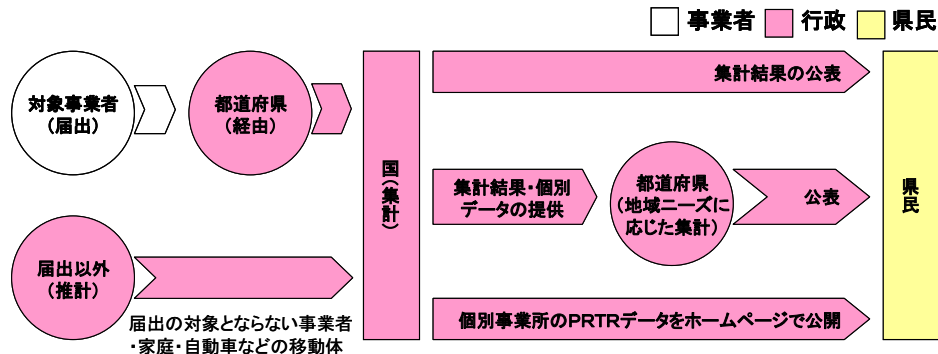 事業者 行政 県民
対象事業者
(届出)
都道府県
(経由)
国(集計)
集計結果の公表
集計結果・個別
データの提供
都道府県
(地域ニーズに
応じた集計)
公表
県民
届出以外
(推計)
届出の対象とならない事業者
・家庭・自動車などの移動体
個別事業所のPRTRデータをホームページで公開